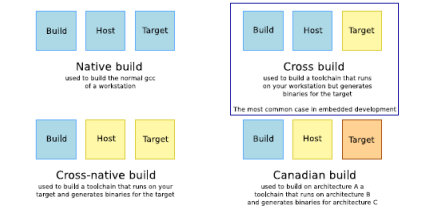 Build Host Target
Native build
used to build the normal gcc
of a workstation
Build Host Target
Cross build
used to build a toolchain that runs
on your workstation but generates
binaries for the target
The most common case in embedded development
Build Host Target
Cross-native build
used to build a toolchain that runs on your
target and generates binaries for the target
Build Host Target
Canadian build
used to build on architecture A a
toolchain that runs on architecture B
and generates binaries for architecture C